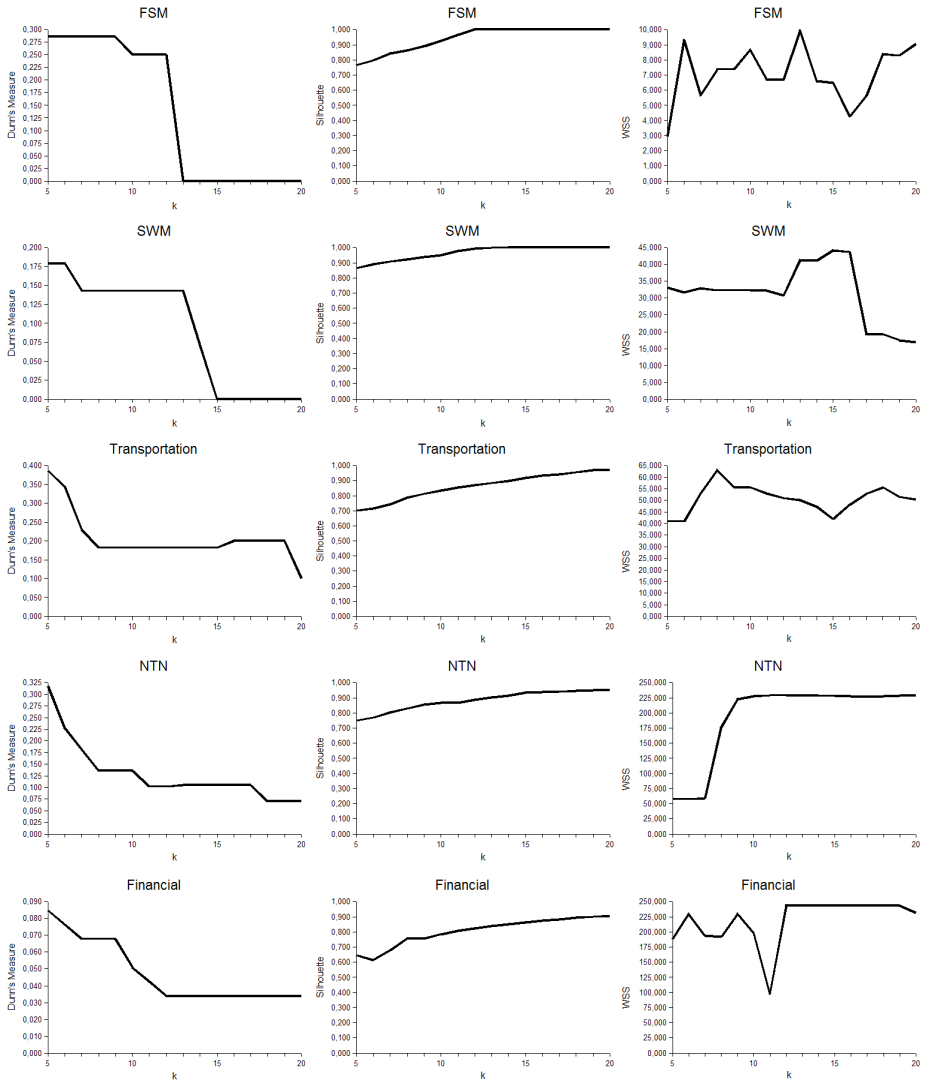 FSM
0,300
0,275
0,250
0,225
0,200
0,175
0,150
0,125
0,100
0,075
0,050
0,025
0,000
Dunn's Measure
5 10 15 20
k
FSM
1,000
0,900
0,800
0,700
0,600
0,500
0,400
0,300
0,200
0,100
0,000
Silhouette
5 10 15 20
k
FSM
10,000
9,000
8,000
7,000
6,000
5,000
4,000
3,000
2,000
1,000
0,000
WSS
5 10 15 20
k
SWM
0,200
0,175
0,150
0,125
0,100
0,075
0,050
0,025
0,000
Dunn's Measure
5 10 15 20
k
SWM
1,000
0,900
0,800
0,700
0,600
0,500
0,400
0,300
0,200
0,100
0,000
Silhouette
5 10 15 20
k
SWM
45,000
40,000
35,000
30,000
25,000
20,000
15,000
10,000
5,000
0,000
WSS
5 10 15 20
k
Transportation
0,400
0,350
0,300
0,250
0,200
0,150
0,100
0,050
0,000
Dunn's Measure
5 10 15 20
k
Transportation
1,000
0,900
0,800
0,700
0,600
0,500
0,400
0,300
0,200
0,100
0,000
Silhouette
5 10 15 20
k
Transportation
65,000
60,000
55,000
50,000
45,000
40,000
35,000
30,000
25,000
20,000
15,000
10,000
5,000
0,000
WSS
5 10 15 20
k
NTN
0,325
0,300
0,275
0,250
0,225
0,200
0,175
0,150
0,125
0,100
0,075
0,050
0,025
0,000
Dunn's Measure
5 10 15 20
k
NTN
1,000
0,900
0,800
0,700
0,600
0,500
0,400
0,300
0,200
0,100
0,000
Silhouette
5 10 15 20
k
NTN
250,000
225,000
200,000
175,000
150,000
125,000
100,000
75,000
50,000
25,000
0,000
WSS
5 10 15 20
k
Financial
0,090
0,080
0,070
0,060
0,050
0,040
0,030
0,020
0,010
0,000
Dunn's Measure
5 10 15 20
k
Financial
1,000
0,900
0,800
0,700
0,600
0,500
0,400
0,300
0,200
0,100
0,000
Silhouette
5 10 15 20
k
Financial
250,000
225,000
200,000
175,000
150,000
125,000
100,000
75,000
50,000
25,000
0,000
WSS
5 10 15 20
k